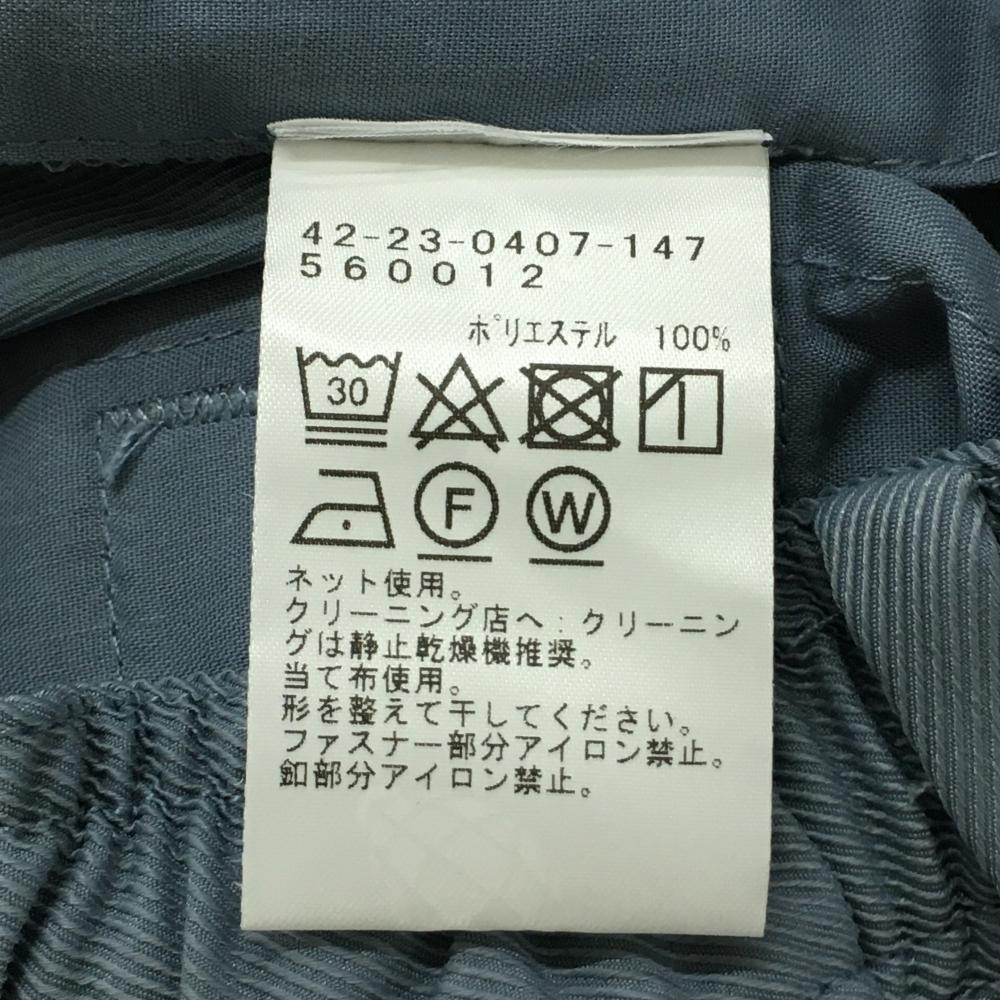 42-23-0407-147
560012
ポリエステル 100%
30
F W
ネット使用。
クリーニング店へ:クリーニン
グは静止乾燥機推奨。
当て布使用。
形を整えて干してください。
ファスナー部分アイロン禁止。
釦部分アイロン禁止。